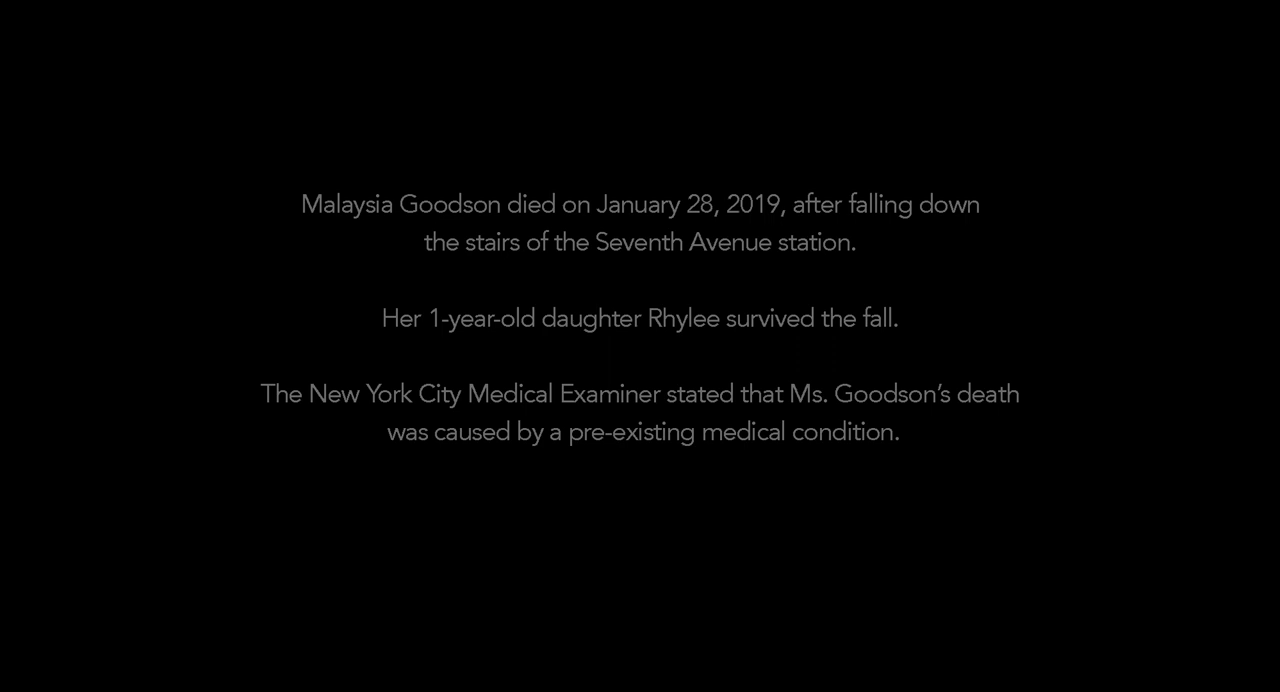 Malaysia Goodson died on January 28, 2019, after falling down
the stairs of the Seventh Avenue station.
Her 1-year-old daughter Rhylee survived the fall.
The New York City Medical Examiner stated that Ms. Goodson’s death
was caused by a pre-existing medical condition.